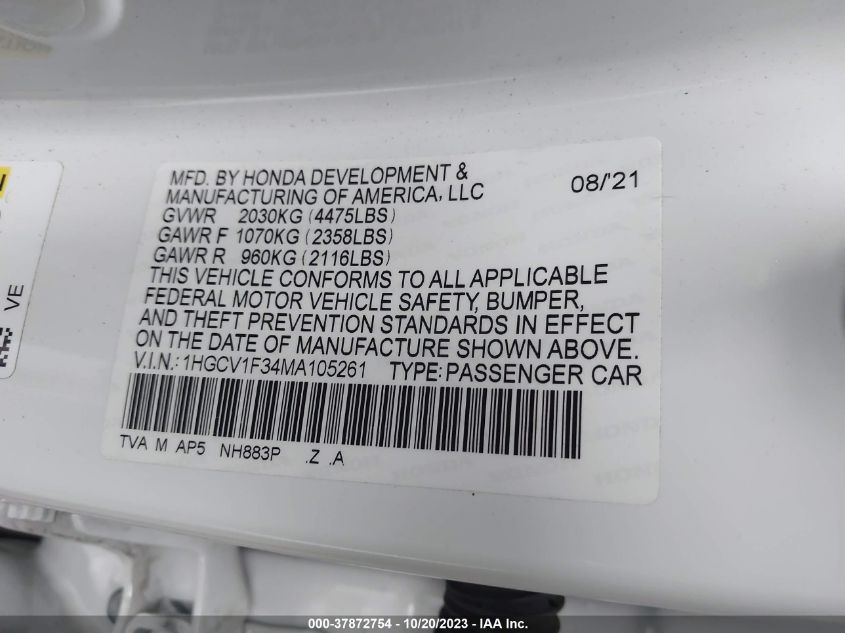 MFD. BY HONDA DEVELOPMENT &
MANUFACTURING OF AMERICA, LLC 08/'21
GVWR 2030KG (4475LBS)
GAWR F 1070KG (2358LBS)
GAWR R 960KG (2116LBS)
THIS VEHICLE CONFORMS TO ALL APPLICABLE
FEDERAL MOTOR VEHICLE SAFETY, BUMPER,
AND THEFT PREVENTION STANDARDS IN EFFECT
ON THE DATE OF MANUFACTURE SHOWN ABOVE.
V.I.N.: 1HGCV1F34MA105261 TYPE: PASSENGER CAR
TVA M AP5 NH883P .Z .A
VE
000-37872754 - 10/20/2023 - IAA Inc.